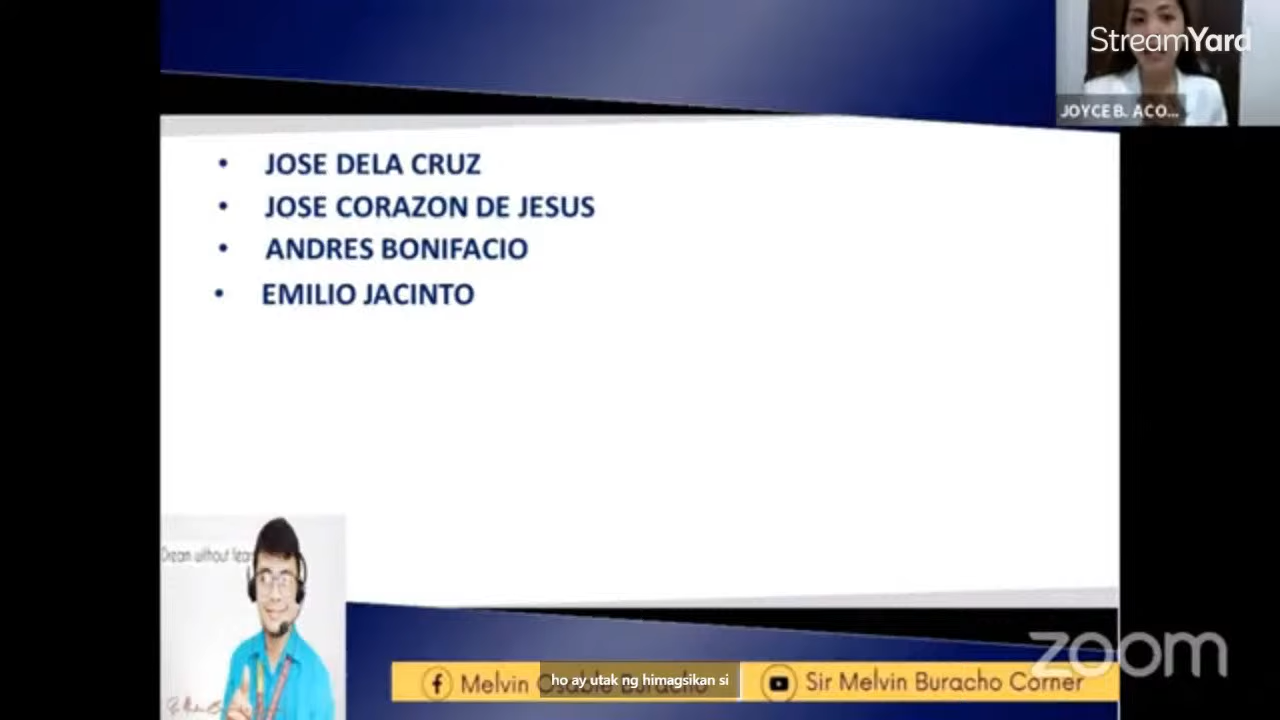 StreamYard
JOYCE B. ACO...
• JOSE DELA CRUZ
• JOSE CORAZON DE JESUS
• ANDRES BONIFACIO
• EMILIO JACINTO
without
zoom
Melvin
ho ay utak ng himagsikan si
Sir Melvin Buracho Corner